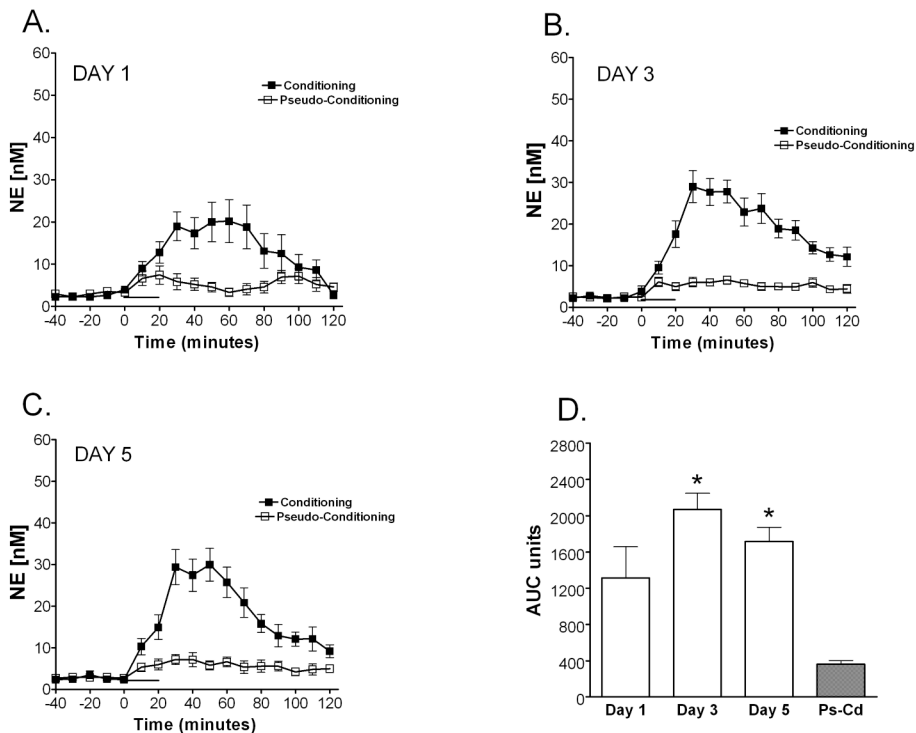 A.
DAY 1
Conditioning
Pseudo-Conditioning
NE [nM]
60
50
40
30
20
10
0
-40 -20 0 20 40 60 80 100 120
Time (minutes)
B.
DAY 3
Conditioning
Pseudo-Conditioning
NE [nM]
60
50
40
30
20
10
0
-40 -20 0 20 40 60 80 100 120
Time (minutes)
C.
DAY 5
Conditioning
Pseudo-Conditioning
NE [nM]
60
50
40
30
20
10
0
-40 -20 0 20 40 60 80 100 120
Time (minutes)
D.
AUC units
2800
2400
2000
1600
1200
800
400
0
* *
Day 1 Day 3 Day 5 Ps-Cd